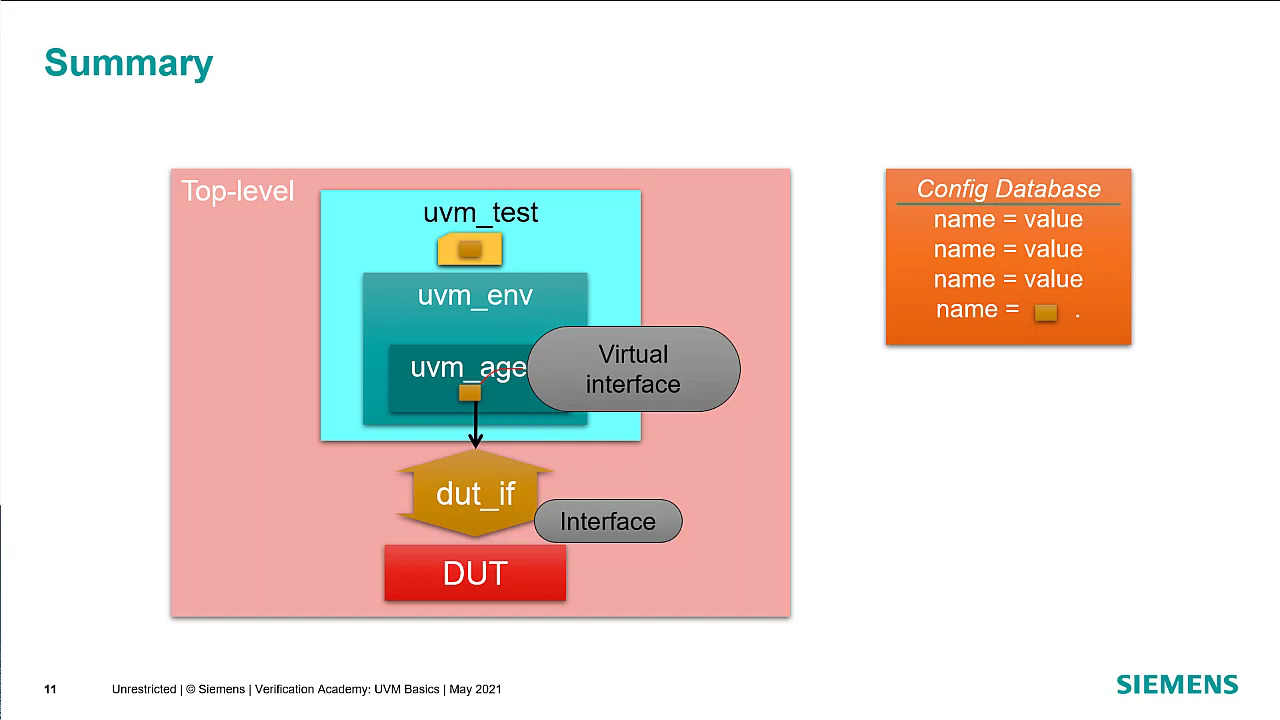 Summary
Top-level
uvm_test
uvm_env
uvm_age
Virtual
interface
dut_if
Interface
DUT
Config Database
name = value
name = value
name = value
name = .
11 Unrestricted | © Siemens | Verification Academy: UVM Basics | May 2021
SIEMENS